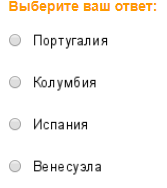 Выберите ваш ответ:
Португалия
Колумбия
Испания
Венесуэла